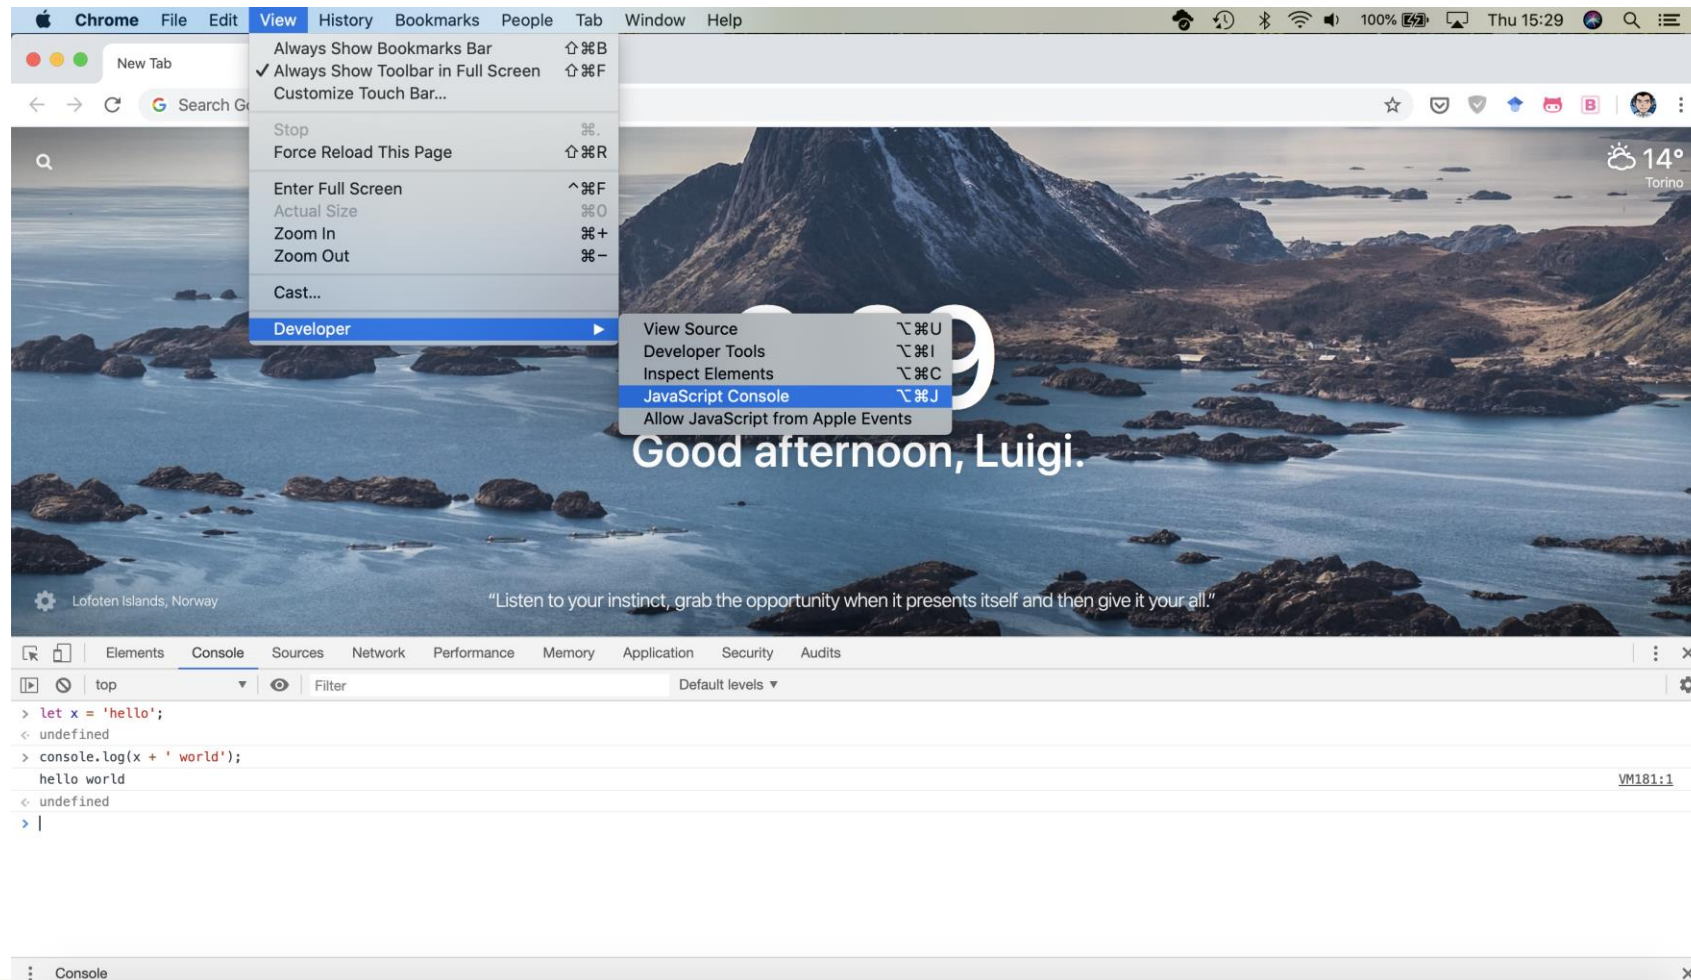 Chrome File Edit View History Bookmarks People Tab Window Help 100% Thu 15:29
New Tab
Search
Always Show Bookmarks Bar ⇧⌘B
✓ Always Show Toolbar in Full Screen ⇧⌘F
Customize Touch Bar...
Stop ⌘.
Force Reload This Page ⇧⌘R
Enter Full Screen ^⌘F
Actual Size ⌘0
Zoom In ⌘+
Zoom Out ⌘−
Cast...
Developer ▶
View Source ⌥⌘U
Developer Tools ⌥⌘I
Inspect Elements ⌥⌘C
JavaScript Console ⌥⌘J
Allow JavaScript from Apple Events
14°
Torino
Good afternoon, Luigi.
Lofoten Islands, Norway
“Listen to your instinct, grab the opportunity when it presents itself and then give it your all.”
Elements Console Sources Network Performance Memory Application Security Audits
top ▼ Filter Default levels ▼
> let x = 'hello';
undefined
> console.log(x + ' world');
hello world VM181:1
undefined
>
Console